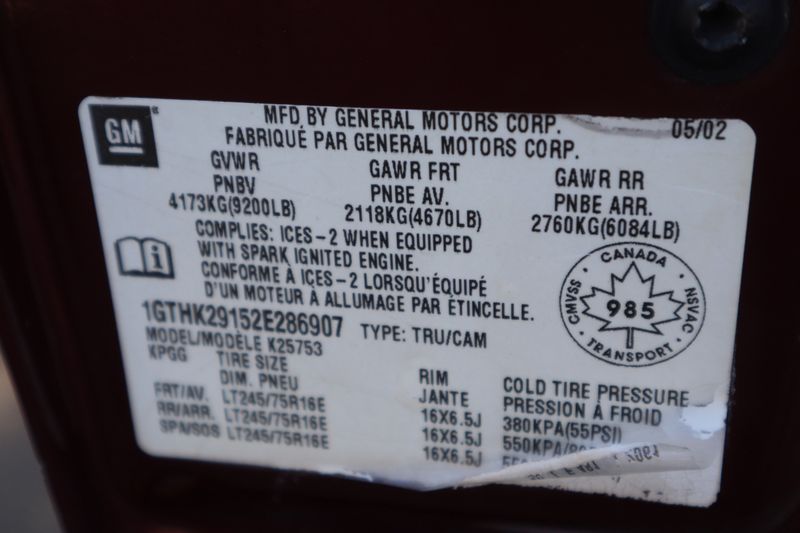 GM
MFD BY GENERAL MOTORS CORP. 05/02
FABRIQUÉ PAR GENERAL MOTORS CORP.
GVWR GAWR FRT GAWR RR
PNBV PNBE AV. PNBE ARR.
4173KG(9200LB) 2118KG(4670LB) 2760KG(6084LB)
COMPLIES: ICES-2 WHEN EQUIPPED
WITH SPARK IGNITED ENGINE.
CONFORME À ICES-2 LORSQU'ÉQUIPÉ
D'UN MOTEUR À ALLUMAGE PAR ÉTINCELLE.
CANADA
CMVSS 985 NSVAC
TRANSPORT
1GTHK29152E286907 TYPE: TRU/CAM
MODEL/MODÈLE K25753
KPGG TIRE SIZE RIM COLD TIRE PRESSURE
DIM. PNEU JANTE PRESSION À FROID
FRT/AV. LT245/75R16E 16X6.5J 380KPA(55PSI)
RR/ARR. LT245/75R16E 16X6.5J 550KPA
SPA/SOS LT245/75R16E 16X6.5J